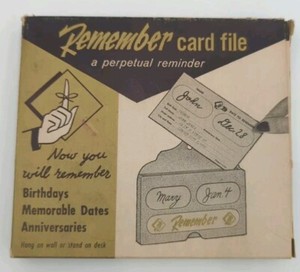 Remember card file
a perpetual reminder
John
Dec. 28
Now you
will remember
Birthdays
Memorable Dates
Anniversaries
Mary
Jan. 4
Remember
Hang on wall or stand on desk